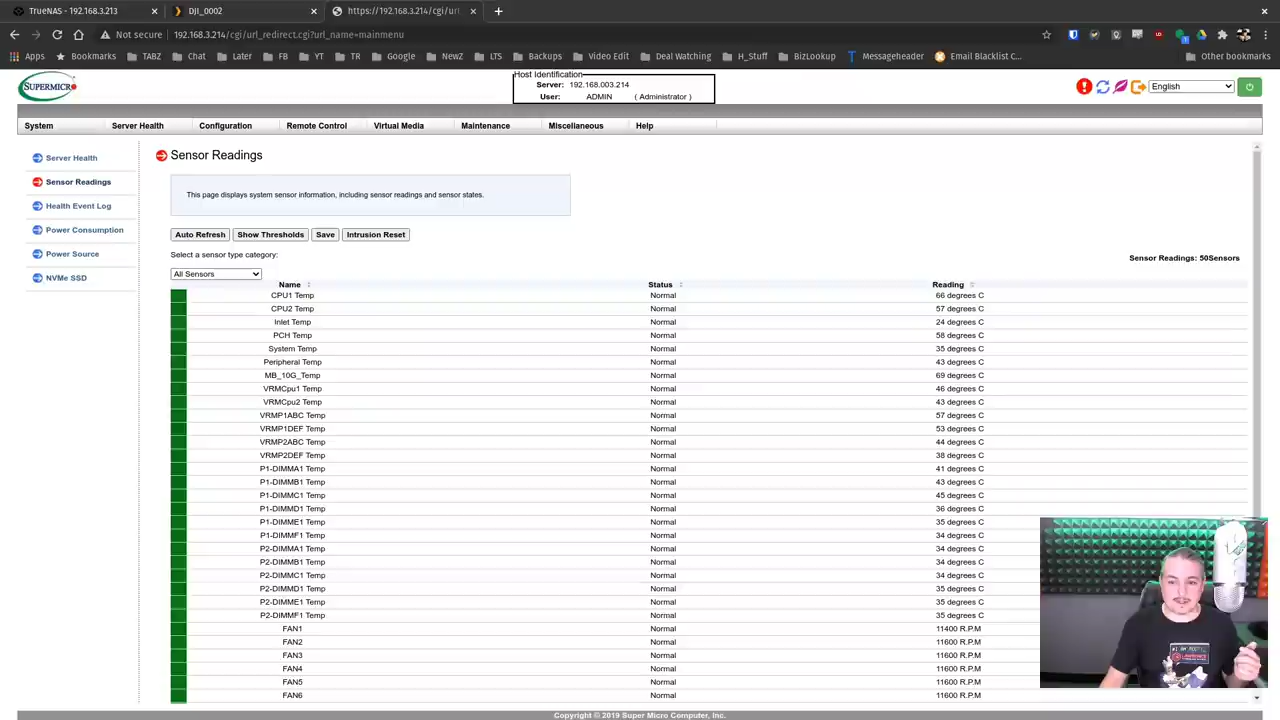 TrueNAS - 192.168.3.213
DJI_0002
https://192.168.3.214/cgi/url
Not secure
192.168.3.214/cgi/url_redirect.cgi?url_name=mainmenu
Apps Bookmarks TABZ Chat Later FB YT TR Google NewZ LTS Backups Video Edit Deal Watching H_Stuff BizLookup Messageheader Email Blacklist C... Other bookmarks
SUPERMICRO
Host Identification
Server: 192.168.003.214
User: ADMIN ( Administrator )
English
System Server Health Configuration Remote Control Virtual Media Maintenance Miscellaneous Help
Server Health
Sensor Readings
Health Event Log
Power Consumption
Power Source
NVMe SSD
Sensor Readings
This page displays system sensor information, including sensor readings and sensor states.
Auto Refresh Show Thresholds Save Intrusion Reset
Select a sensor type category:
Sensor Readings: 50Sensors
All Sensors
Name Status Reading
CPU1 Temp Normal 66 degrees C
CPU2 Temp Normal 57 degrees C
Inlet Temp Normal 24 degrees C
PCH Temp Normal 58 degrees C
System Temp Normal 35 degrees C
Peripheral Temp Normal 43 degrees C
MB_10G_Temp Normal 69 degrees C
VRMCpu1 Temp Normal 46 degrees C
VRMCpu2 Temp Normal 43 degrees C
VRMP1ABC Temp Normal 57 degrees C
VRMP1DEF Temp Normal 53 degrees C
VRMP2ABC Temp Normal 44 degrees C
VRMP2DEF Temp Normal 38 degrees C
P1-DIMMA1 Temp Normal 41 degrees C
P1-DIMMB1 Temp Normal 43 degrees C
P1-DIMMC1 Temp Normal 45 degrees C
P1-DIMMD1 Temp Normal 36 degrees C
P1-DIMME1 Temp Normal 35 degrees C
P1-DIMMF1 Temp Normal 34 degrees C
P2-DIMMA1 Temp Normal 34 degrees C
P2-DIMMB1 Temp Normal 34 degrees C
P2-DIMMC1 Temp Normal 34 degrees C
P2-DIMMD1 Temp Normal 35 degrees C
P2-DIMME1 Temp Normal 35 degrees C
P2-DIMMF1 Temp Normal 35 degrees C
FAN1 Normal 11400 R.P.M
FAN2 Normal 11600 R.P.M
FAN3 Normal 11600 R.P.M
FAN4 Normal 11600 R.P.M
FAN5 Normal 11600 R.P.M
FAN6 Normal 11600 R.P.M
Copyright © 2019 Super Micro Computer, Inc.